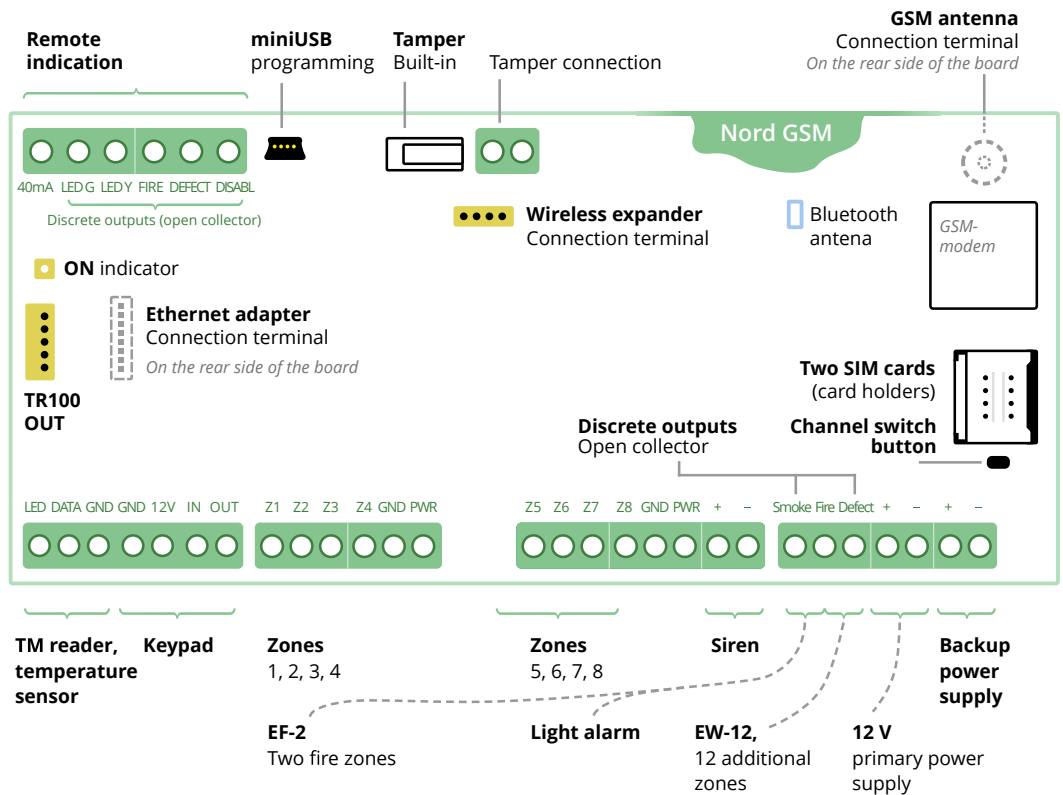 Remote
indication
miniUSB
programming
Tamper
Built-in
Tamper connection
GSM antenna
Connection terminal
On the rear side of the board
Nord GSM
40mA LED G LED Y FIRE DEFECT DISABL
Discrete outputs (open collector)
Wireless expander
Connection terminal
Bluetooth
antena
GSM-
modem
ON indicator
Ethernet adapter
Connection terminal
On the rear side of the board
TR100
OUT
Two SIM cards
(card holders)
Discrete outputs
Open collector
Channel switch
button
LED DATA GND GND 12V IN OUT
Z1 Z2 Z3 Z4 GND PWR
Z5 Z6 Z7 Z8 GND PWR + –
Smoke Fire Defect + – + –
TM reader,
temperature
sensor
Keypad
Zones
1, 2, 3, 4
Zones
5, 6, 7, 8
Siren
Backup
power
supply
EF-2
Two fire zones
Light alarm
EW-12,
12 additional
zones
12 V
primary power
supply